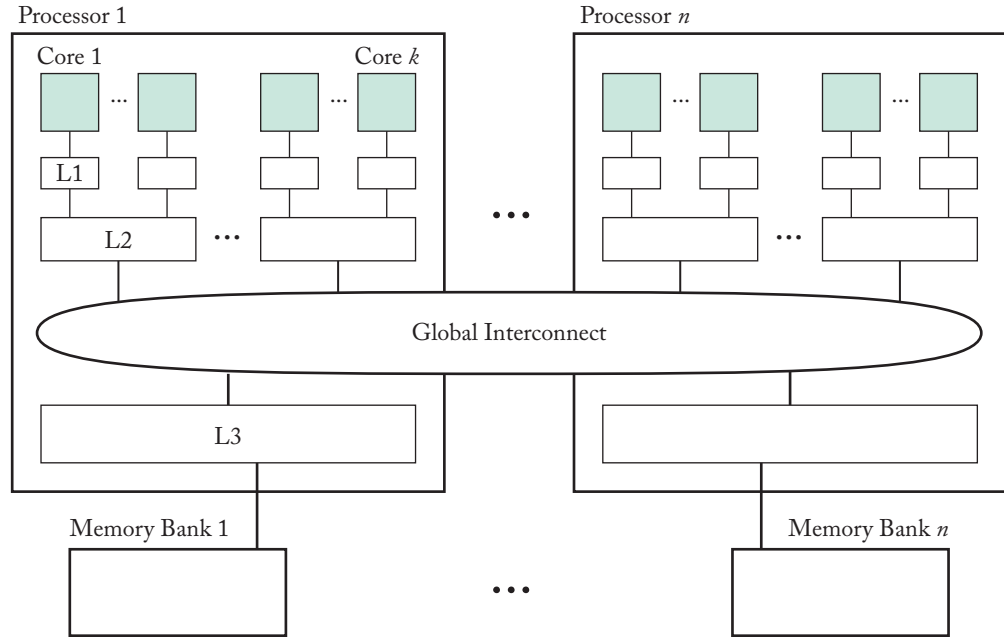 Processor 1
Processor n
Core 1
Core k
...
...
...
...
L1
...
L2
...
...
Global Interconnect
L3
Memory Bank 1
Memory Bank n
...